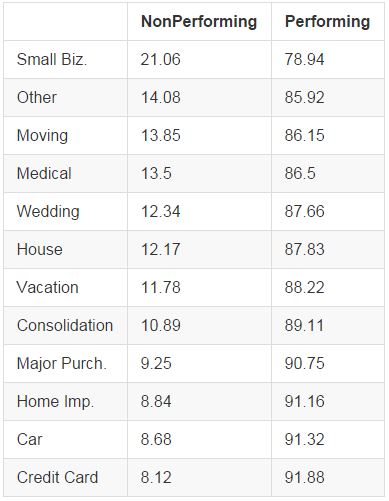 NonPerforming Performing
Small Biz. 21.06 78.94
Other 14.08 85.92
Moving 13.85 86.15
Medical 13.5 86.5
Wedding 12.34 87.66
House 12.17 87.83
Vacation 11.78 88.22
Consolidation 10.89 89.11
Major Purch. 9.25 90.75
Home Imp. 8.84 91.16
Car 8.68 91.32
Credit Card 8.12 91.88